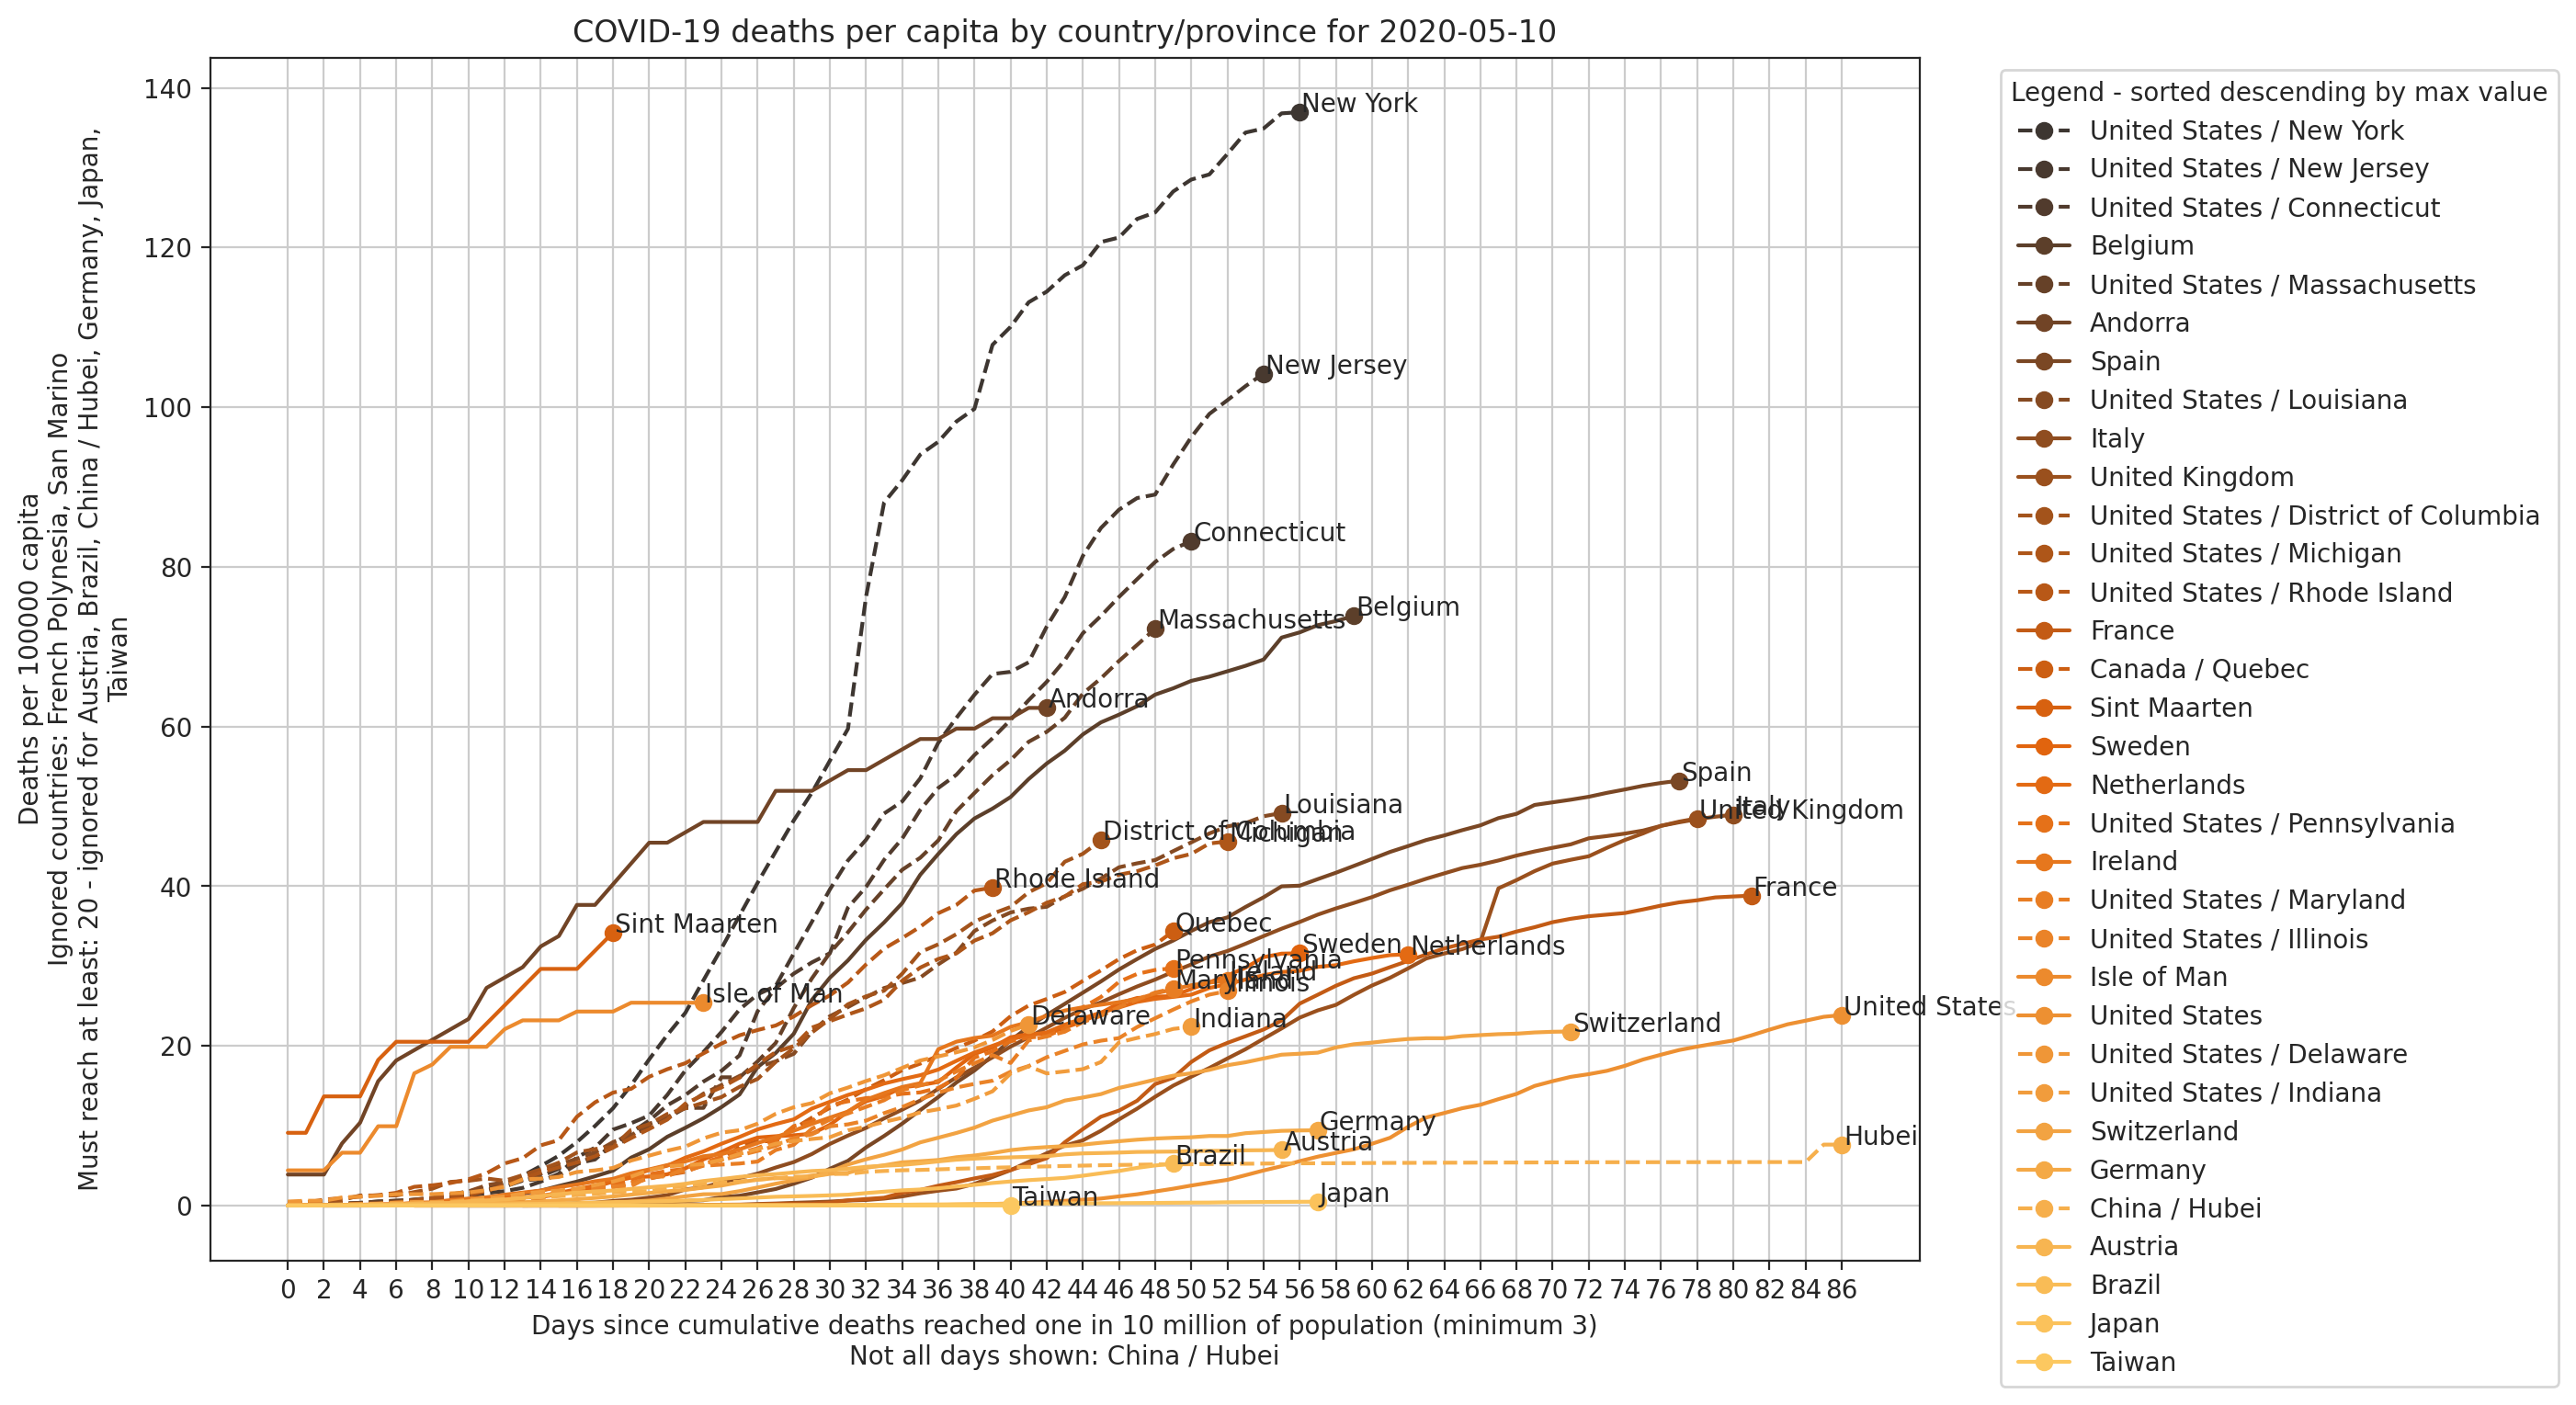 COVID-19 deaths per capita by country/province for 2020-05-10
Deaths per 100000 capita
Ignored countries: French Polynesia, San Marino
Must reach at least: 20 - ignored for Austria, Brazil, China / Hubei, Germany, Japan,
Taiwan
140
120
100
80
60
40
20
0
New York
New Jersey
Connecticut
Belgium
Massachusetts
Andorra
Spain
Louisiana
Italy
United Kingdom
District of Columbia
Michigan
Rhode Island
France
Sint Maarten
Quebec
Sweden
Netherlands
Pennsylvania
Ireland
Maryland
Illinois
Isle of Man
United States
Delaware
Indiana
Switzerland
Germany
Hubei
Austria
Brazil
Japan
Taiwan
0 2 4 6 8 10 12 14 16 18 20 22 24 26 28 30 32 34 36 38 40 42 44 46 48 50 52 54 56 58 60 62 64 66 68 70 72 74 76 78 80 82 84 86
Days since cumulative deaths reached one in 10 million of population (minimum 3)
Not all days shown: China / Hubei
Legend - sorted descending by max value
United States / New York
United States / New Jersey
United States / Connecticut
Belgium
United States / Massachusetts
Andorra
Spain
United States / Louisiana
Italy
United Kingdom
United States / District of Columbia
United States / Michigan
United States / Rhode Island
France
Canada / Quebec
Sint Maarten
Sweden
Netherlands
United States / Pennsylvania
Ireland
United States / Maryland
United States / Illinois
Isle of Man
United States
United States / Delaware
United States / Indiana
Switzerland
Germany
China / Hubei
Austria
Brazil
Japan
Taiwan